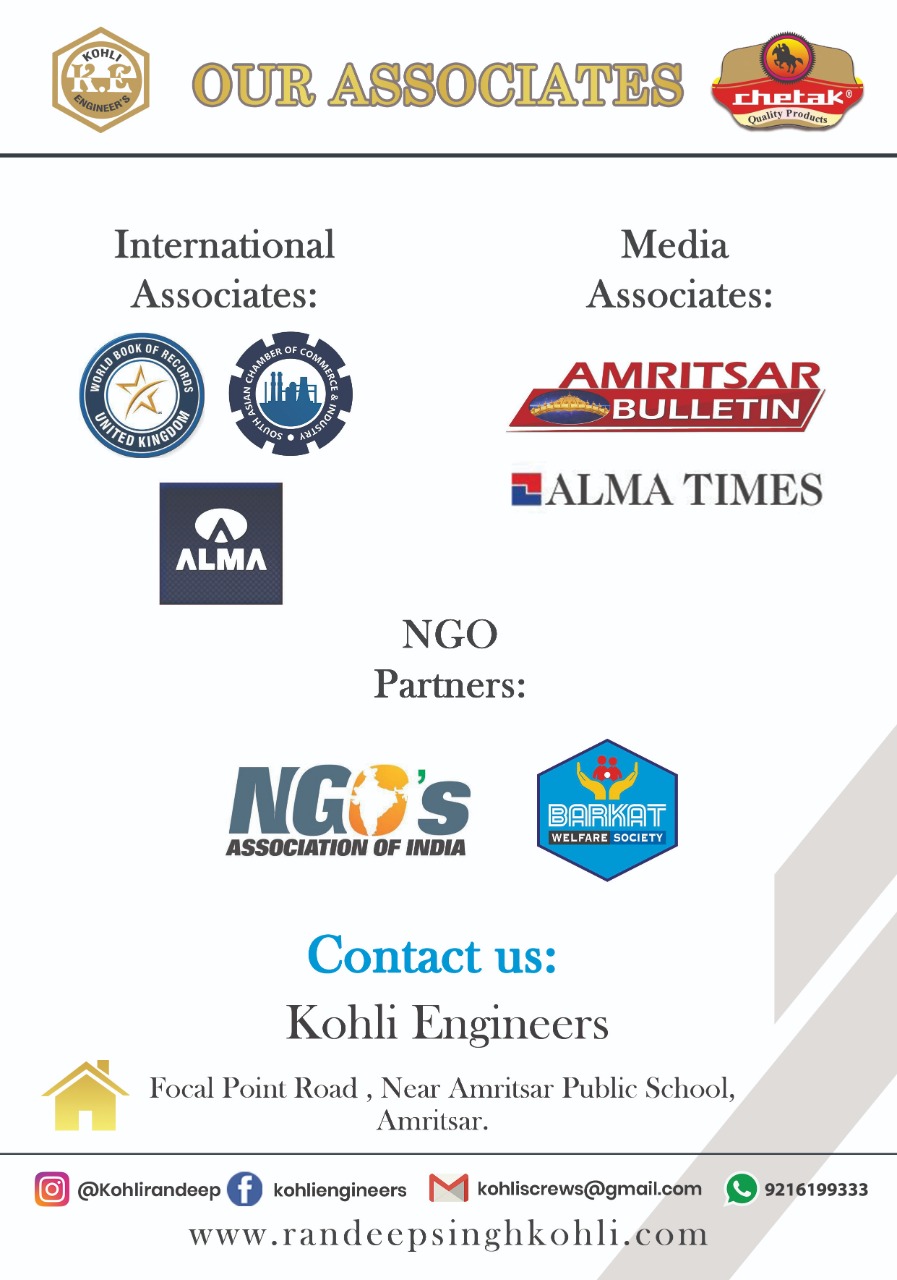 KOHLI
K.E
ENGINEER'S
OUR ASSOCIATES
chetak®
Quality Products
International
Associates:
WORLD BOOK OF RECORDS
UNITED KINGDOM
SOUTH ASIAN CHAMBER OF COMMERCE & INDUSTRY
ALMA
Media
Associates:
AMRITSAR
BULLETIN
ALMA TIMES
NGO
Partners:
NGO's
ASSOCIATION OF INDIA
BARKAT
WELFARE SOCIETY
Contact us:
Kohli Engineers
Focal Point Road , Near Amritsar Public School,
Amritsar.
@Kohlirandeep kohliengineers kohliscrews@gmail.com 9216199333
www.randeepsinghkohli.com